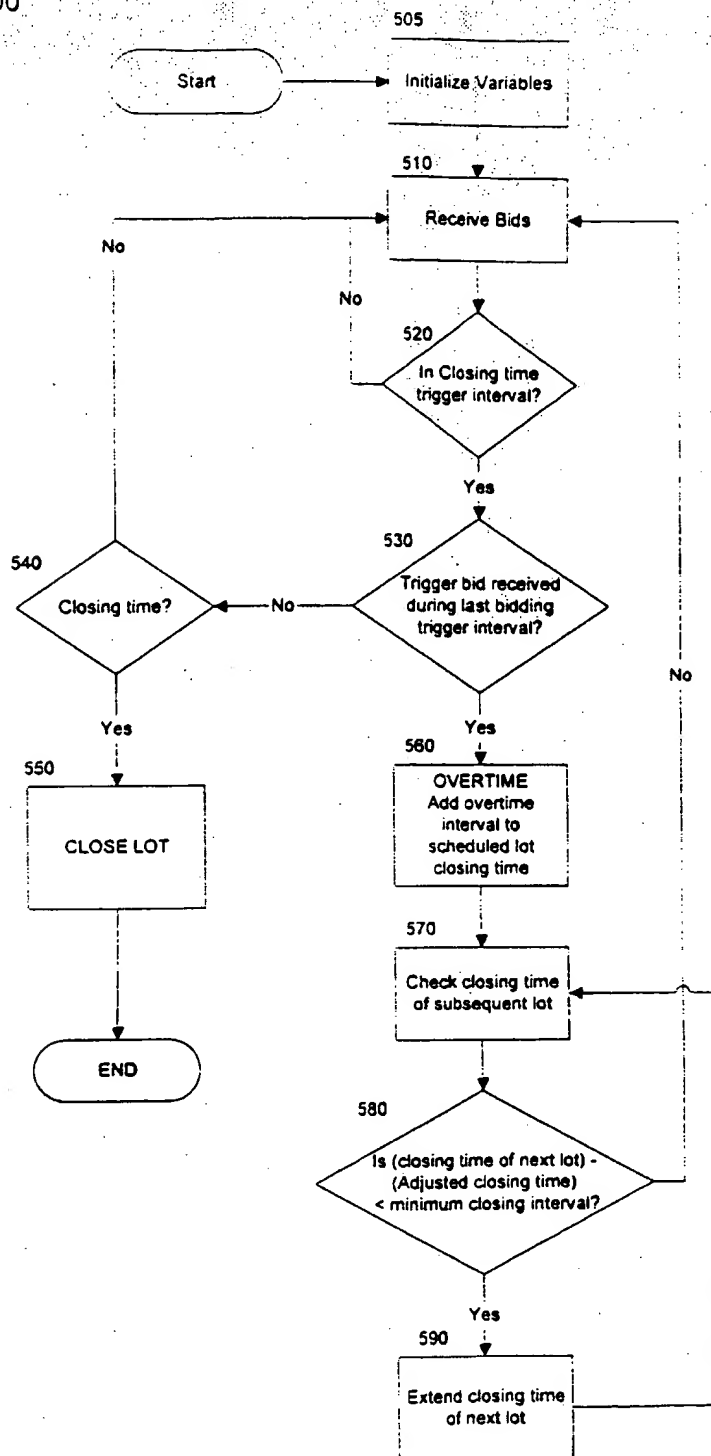 505
Start
Initialize Variables
510
Receive Bids
No
No
520
In Closing time
trigger interval?
Yes
530
540
Trigger bid received
during last bidding
trigger interval?
Closing time?
No
No
Yes
Yes
560
550
OVERTIME
Add overtime
interval to
scheduled lot
closing time
CLOSE LOT
570
Check closing time
of subsequent lot
END
580
Is (closing time of next lot) -
(Adjusted closing time)
< minimum closing interval?
Yes
590
Extend closing time
of next lot